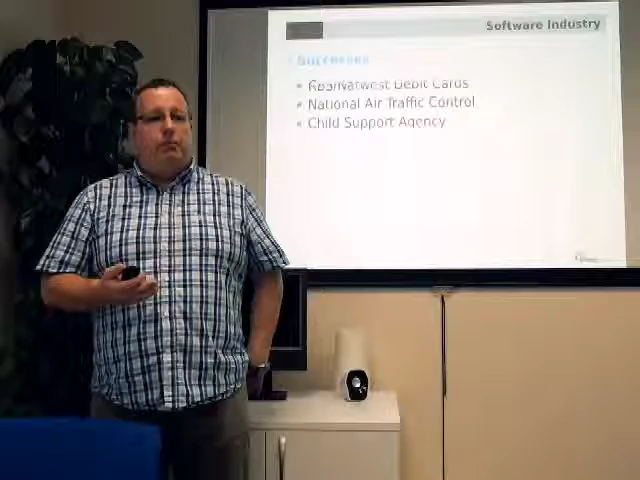 Software Industry
Successes
RBS/Natwest Debit Cards
National Air Traffic Control
Child Support Agency